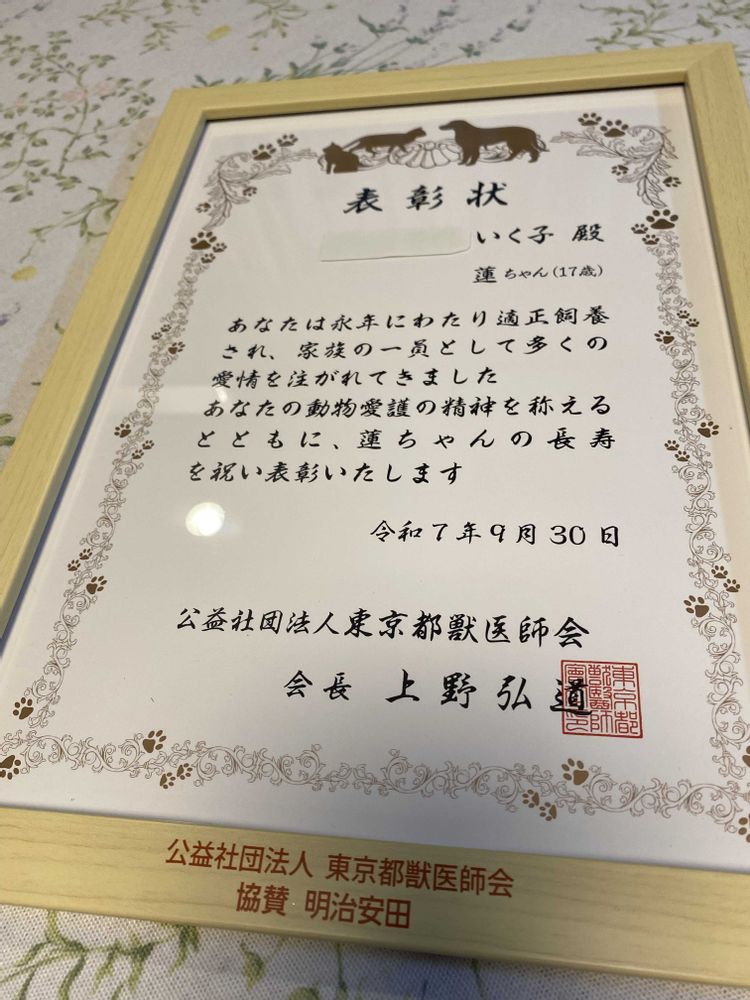 表彰状
いく子 殿
蓮ちゃん(17歳)
あなたは永年にわたり適正飼養
され、家族の一員として多くの
愛情を注がれてきました
あなたの動物愛護の精神を称える
とともに、蓮ちゃんの長寿
を祝い表彰いたします
令和7年9月30日
公益社団法人東京都獣医師会
会長 上野弘道
公益社団法人 東京都獣医師会
協賛 明治安田